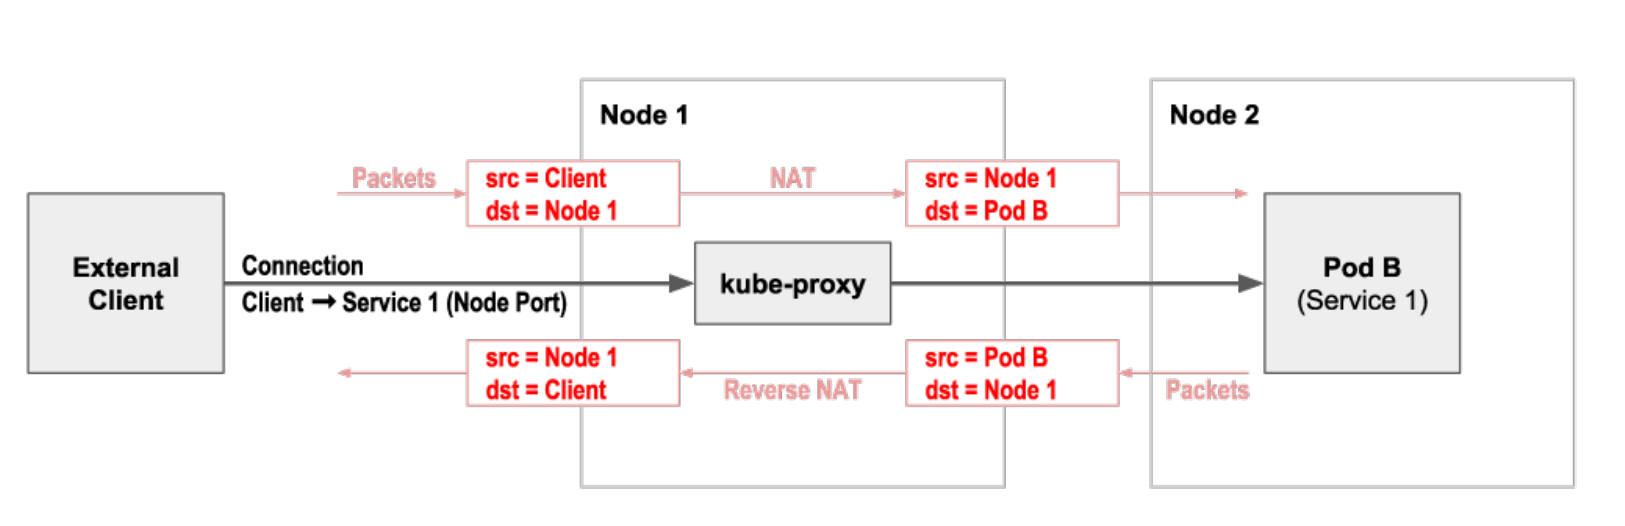 Node 1
Node 2
Packets
src = Client
dst = Node 1
NAT
src = Node 1
dst = Pod B
External
Client
Connection
Client → Service 1 (Node Port)
kube-proxy
Pod B
(Service 1)
src = Node 1
dst = Client
Reverse NAT
src = Pod B
dst = Node 1
Packets